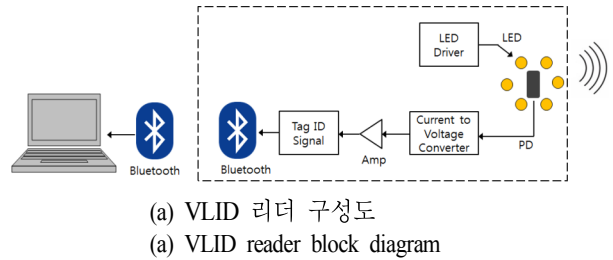 LED
Driver
LED
Tag ID
Signal
Amp
Current to
Voltage
Converter
PD
Bluetooth
Bluetooth
(a) VLID 리더 구성도
(a) VLID reader block diagram